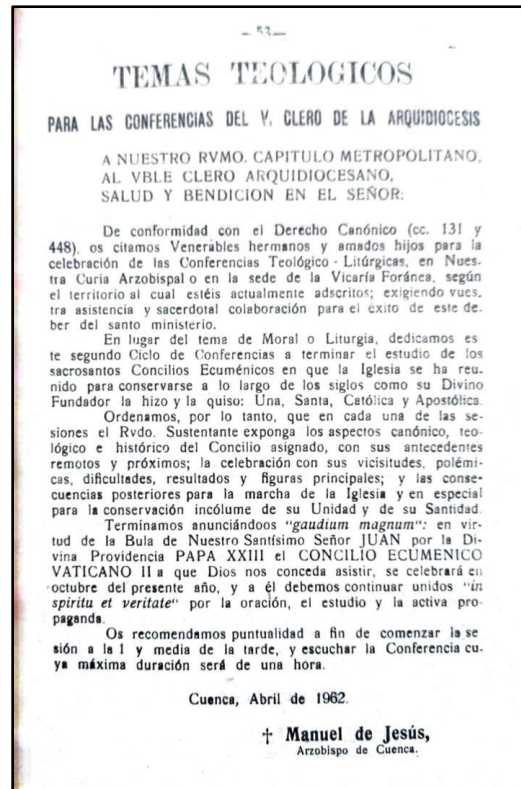 —53—
TEMAS TEOLOGICOS
PARA LAS CONFERENCIAS DEL V. CLERO DE LA ARQUIDIOCESIS
A NUESTRO RVMO. CAPITULO METROPOLITANO,
AL VBLE CLERO ARQUIDIOCESANO,
SALUD Y BENDICION EN EL SEÑOR:
De conformidad con el Derecho Canónico (cc. 131 y
448), os citamos Venerables hermanos y amados hijos para la
celebración de las Conferencias Teológico - Litúrgicas, en Nues-
tra Curia Arzobispal o en la sede de la Vicaría Foránea, según
el territorio al cual estéis actualmente adscritos; exigiendo vues-
tra asistencia y sacerdotal colaboración para el éxito de este de-
ber del santo ministerio.
En lugar del tema de Moral o Liturgia, dedicamos es
te segundo Ciclo de Conferencias a terminar el estudio de los
sacrosantos Concilios Ecuménicos en que la Iglesia se ha reu-
nido para conservarse a lo largo de los siglos como su Divino
Fundador la hizo y la quiso: Una, Santa, Católica y Apostólica.
Ordenamos, por lo tanto, que en cada una de las se-
siones el Rvdo. Sustentante exponga los aspectos canónico, teo-
lógico e histórico del Concilio asignado, con sus antecedentes
remotos y próximos; la celebración con sus vicisitudes, polémi-
cas, dificultades, resultados y figuras principales; y las conse-
cuencias posteriores para la marcha de la Iglesia y en especial
para la conservación incólume de su Unidad y de su Santidad.
Terminamos anunciándoos "gaudium magnum": en vir-
tud de la Bula de Nuestro Santísimo Señor JUAN por la Di-
vina Providencia PAPA XXIII el CONCILIO ECUMENICO
VATICANO II a que Dios nos conceda asistir, se celebrará en
octubre del presente año, y a él debemos continuar unidos "in
spiritu et veritate" por la oración, el estudio y la activa pro-
paganda.
Os recomendamos puntualidad a fin de comenzar la se
sión a la 1 y media de la tarde, y escuchar la Conferencia cu-
ya máxima duración será de una hora.
Cuenca, Abril de 1962.
† Manuel de Jesús,
Arzobispo de Cuenca.